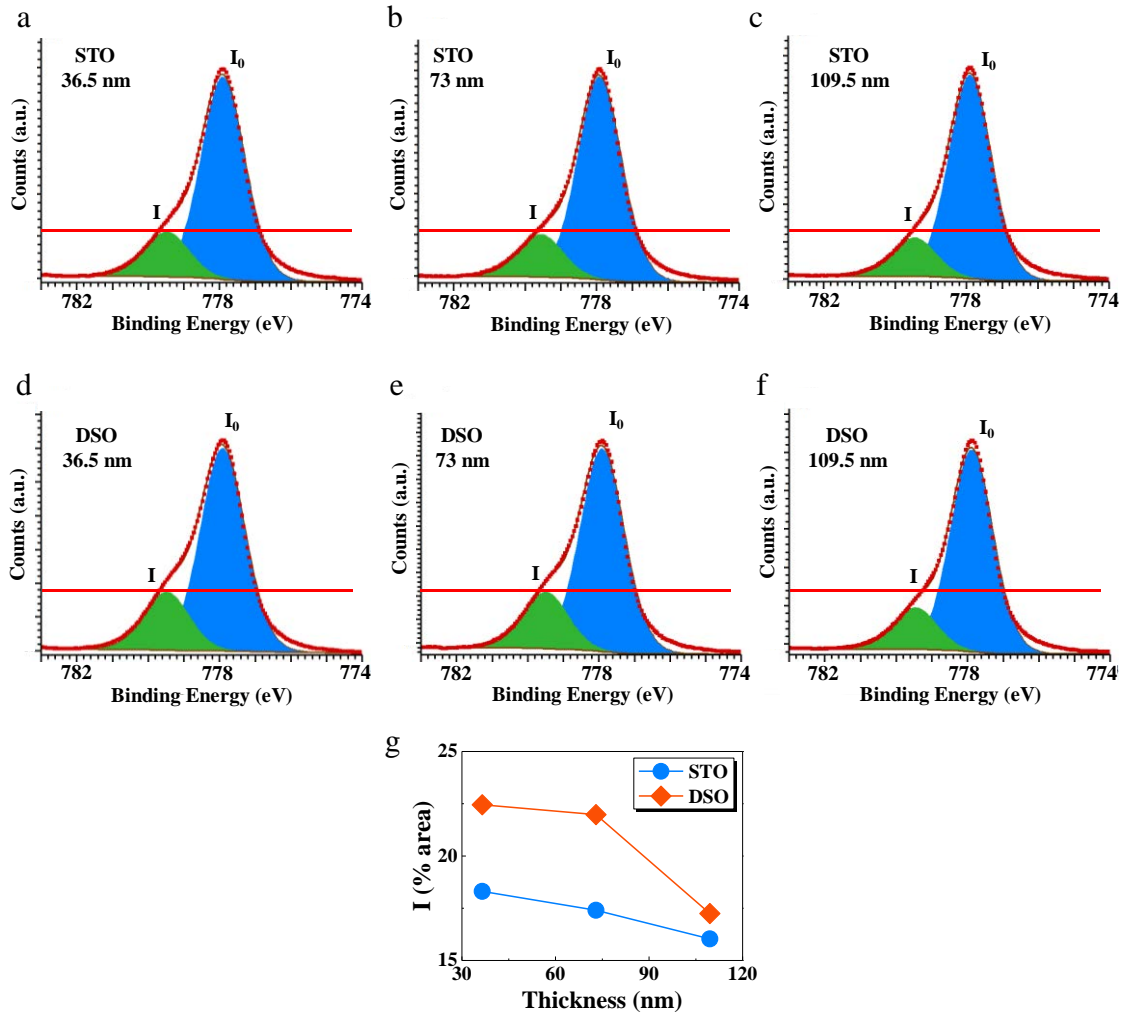 a
STO
36.5 nm
I₀
I
Counts (a.u.)
782
778
774
Binding Energy (eV)
b
STO
73 nm
I₀
I
Counts (a.u.)
782
778
774
Binding Energy (eV)
c
STO
109.5 nm
I₀
I
Counts (a.u.)
782
778
774
Binding Energy (eV)
d
DSO
36.5 nm
I₀
I
Counts (a.u.)
782
778
774
Binding Energy (eV)
e
DSO
73 nm
I₀
I
Counts (a.u.)
782
778
774
Binding Energy (eV)
f
DSO
109.5 nm
I₀
I
Counts (a.u.)
782
778
774
Binding Energy (eV)
g
25
20
15
I (% area)
STO
DSO
30
60
90
120
Thickness (nm)